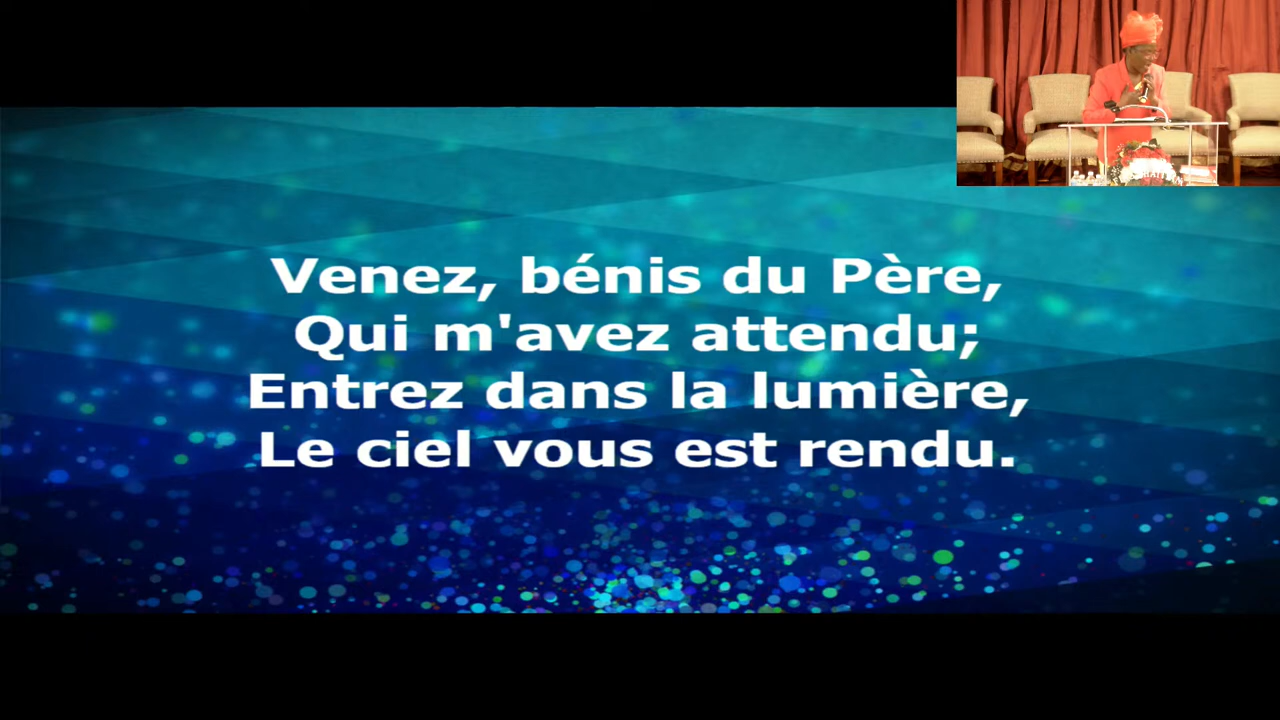 Venez, bénis du Père,
Qui m'avez attendu;
Entrez dans la lumière,
Le ciel vous est rendu.